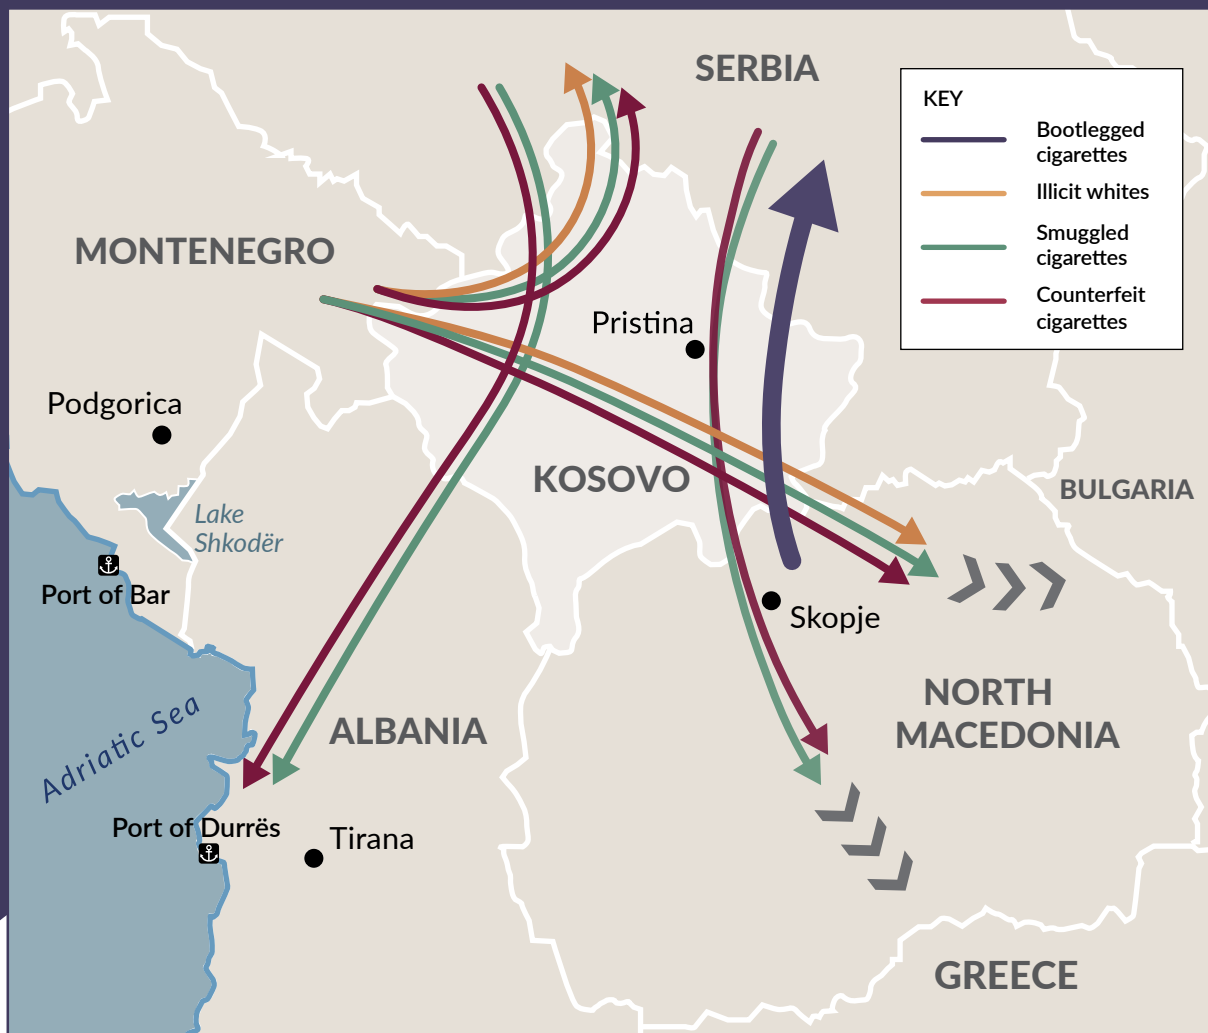 SERBIA
KEY
Bootlegged
cigarettes
Illicit whites
Smuggled
cigarettes
Counterfeit
cigarettes
MONTENEGRO
Pristina
Podgorica
KOSOVO
BULGARIA
Lake
Shkodër
Port of Bar
Skopje
NORTH
MACEDONIA
Adriatic Sea
ALBANIA
Port of Durrës
Tirana
GREECE